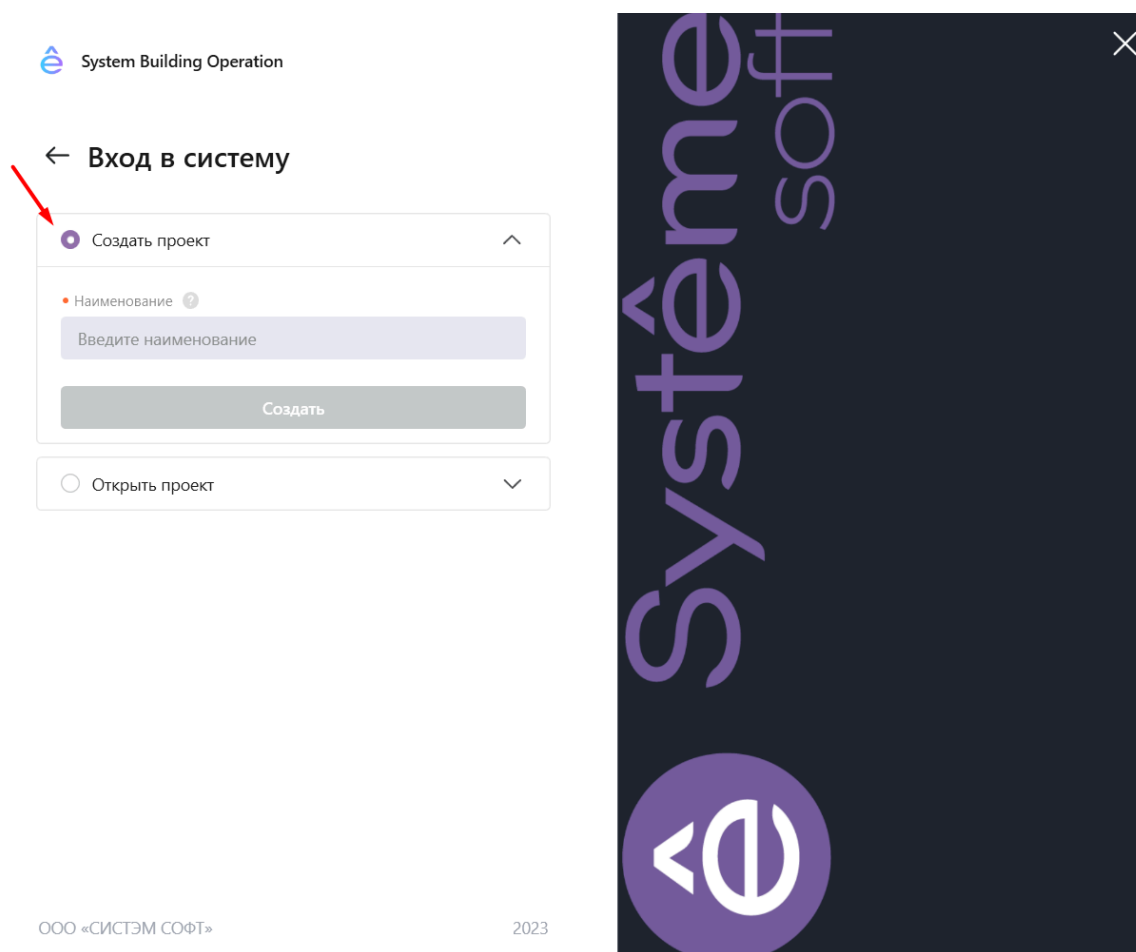 System Building Operation
Вход в систему
Создать проект
• Наименование ?
Введите наименование
Создать
Открыть проект
ООО «СИСТЭМ СОФТ»
2023
Systême
soft
ê